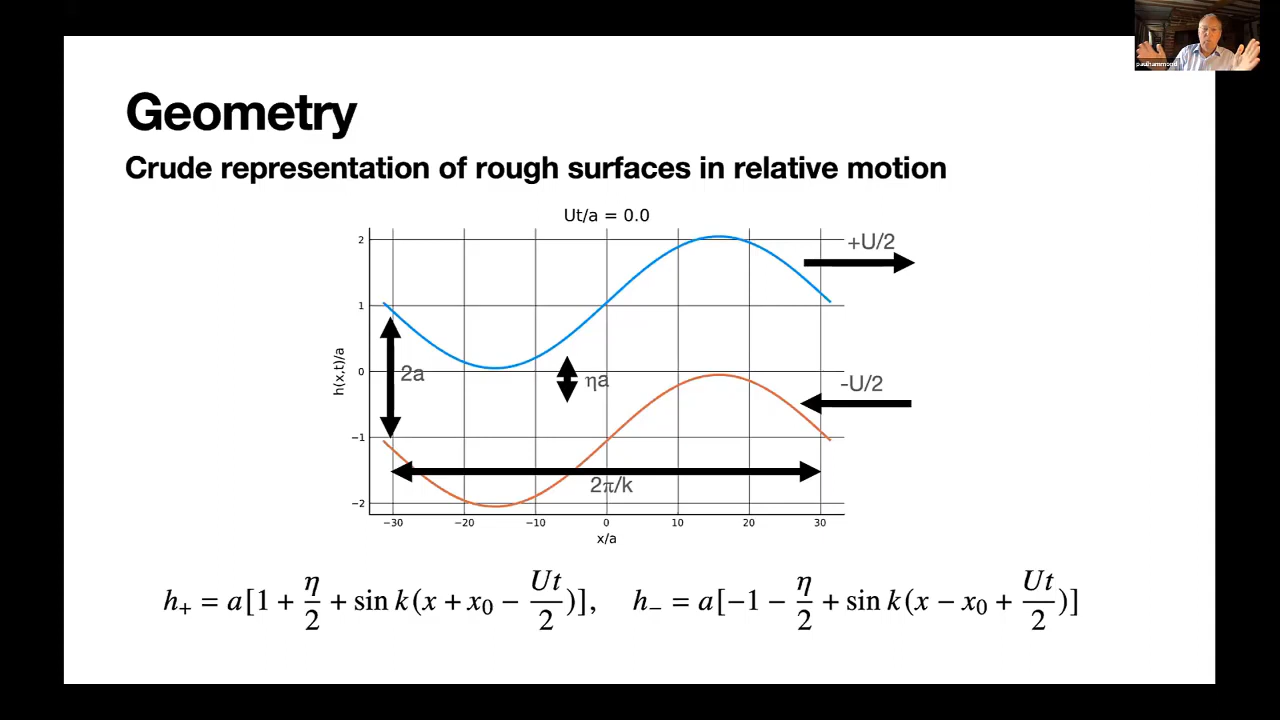 paulhammond
Geometry
Crude representation of rough surfaces in relative motion
Ut/a = 0.0
2
1
0
−1
−2
h(x,t)/a
+U/2
-U/2
2a
ηa
2π/k
−30
−20
−10
0
10
20
30
x/a
h₊ = a[1 + η/2 + sin k(x + x₀ − Ut/2)], h₋ = a[−1 − η/2 + sin k(x − x₀ + Ut/2)]